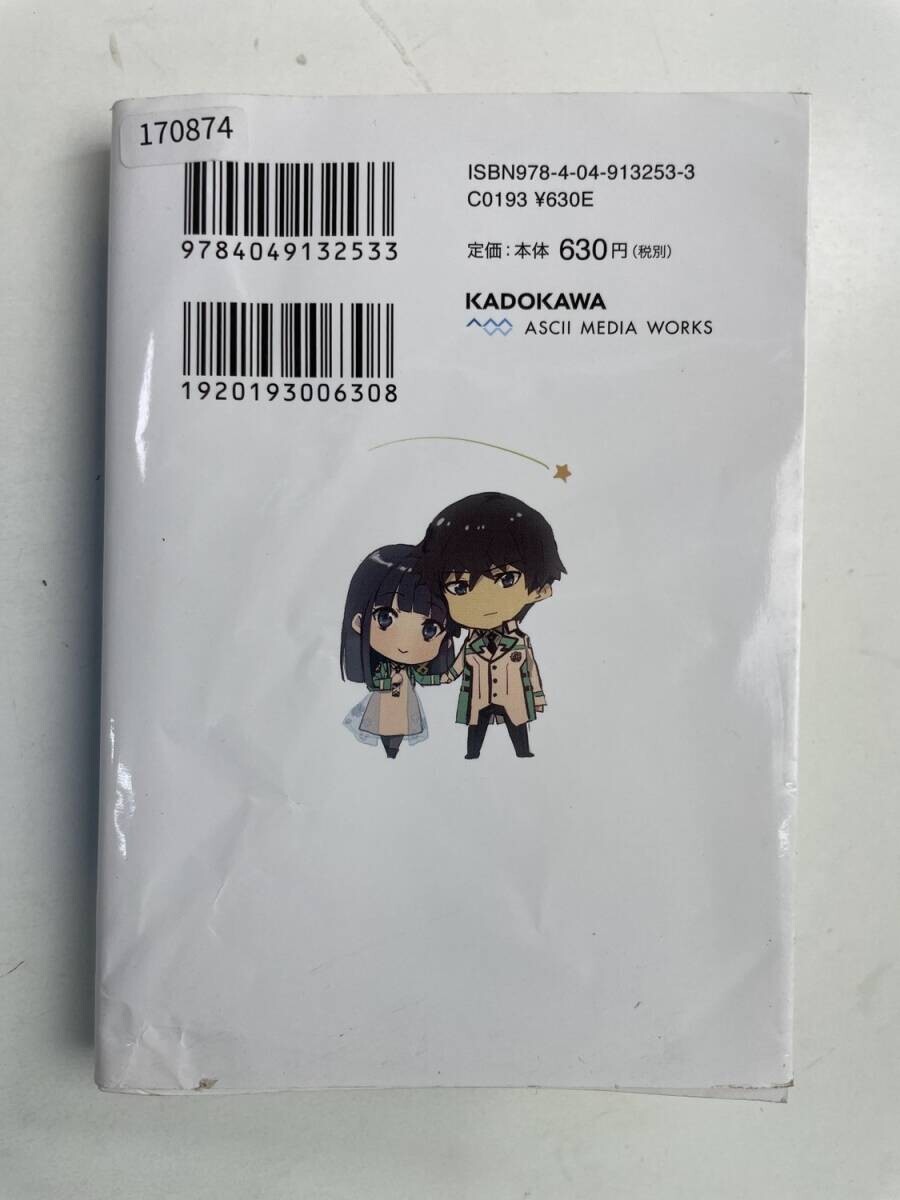 170874
9784049132533
1920193006308
ISBN978-4-04-913253-3
C0193 ¥630E
定価:本体 630円(税別)
KADOKAWA
ASCII MEDIA WORKS